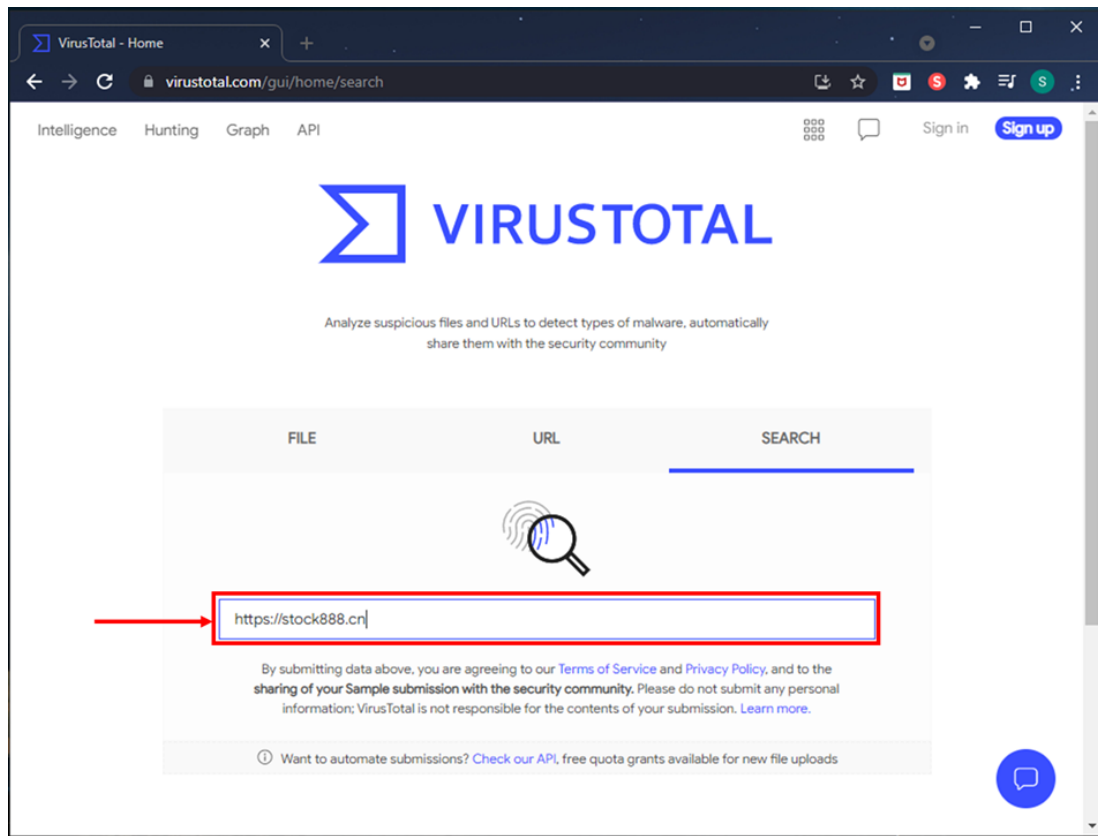 VirusTotal - Home
virustotal.com/gui/home/search
S
S
Intelligence Hunting Graph API
Sign in Sign up
VIRUSTOTAL
Analyze suspicious files and URLs to detect types of malware, automatically
share them with the security community
FILE URL SEARCH
https://stock888.cn
By submitting data above, you are agreeing to our Terms of Service and Privacy Policy, and to the
sharing of your Sample submission with the security community. Please do not submit any personal
information; VirusTotal is not responsible for the contents of your submission. Learn more.
Want to automate submissions? Check our API, free quota grants available for new file uploads